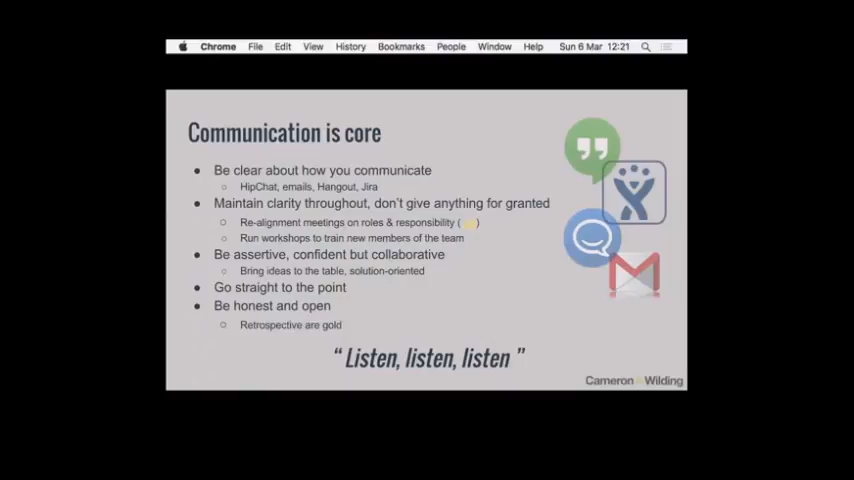 Chrome File Edit View History Bookmarks People Window Help Sun 6 Mar 12:21
Communication is core
● Be clear about how you communicate
○ HipChat, emails, Hangout, Jira
● Maintain clarity throughout, don't give anything for granted
○ Re-alignment meetings on roles & responsibility ( )
○ Run workshops to train new members of the team
● Be assertive, confident but collaborative
○ Bring ideas to the table, solution-oriented
● Go straight to the point
● Be honest and open
○ Retrospective are gold
“ Listen, listen, listen ”
Cameron + Wilding